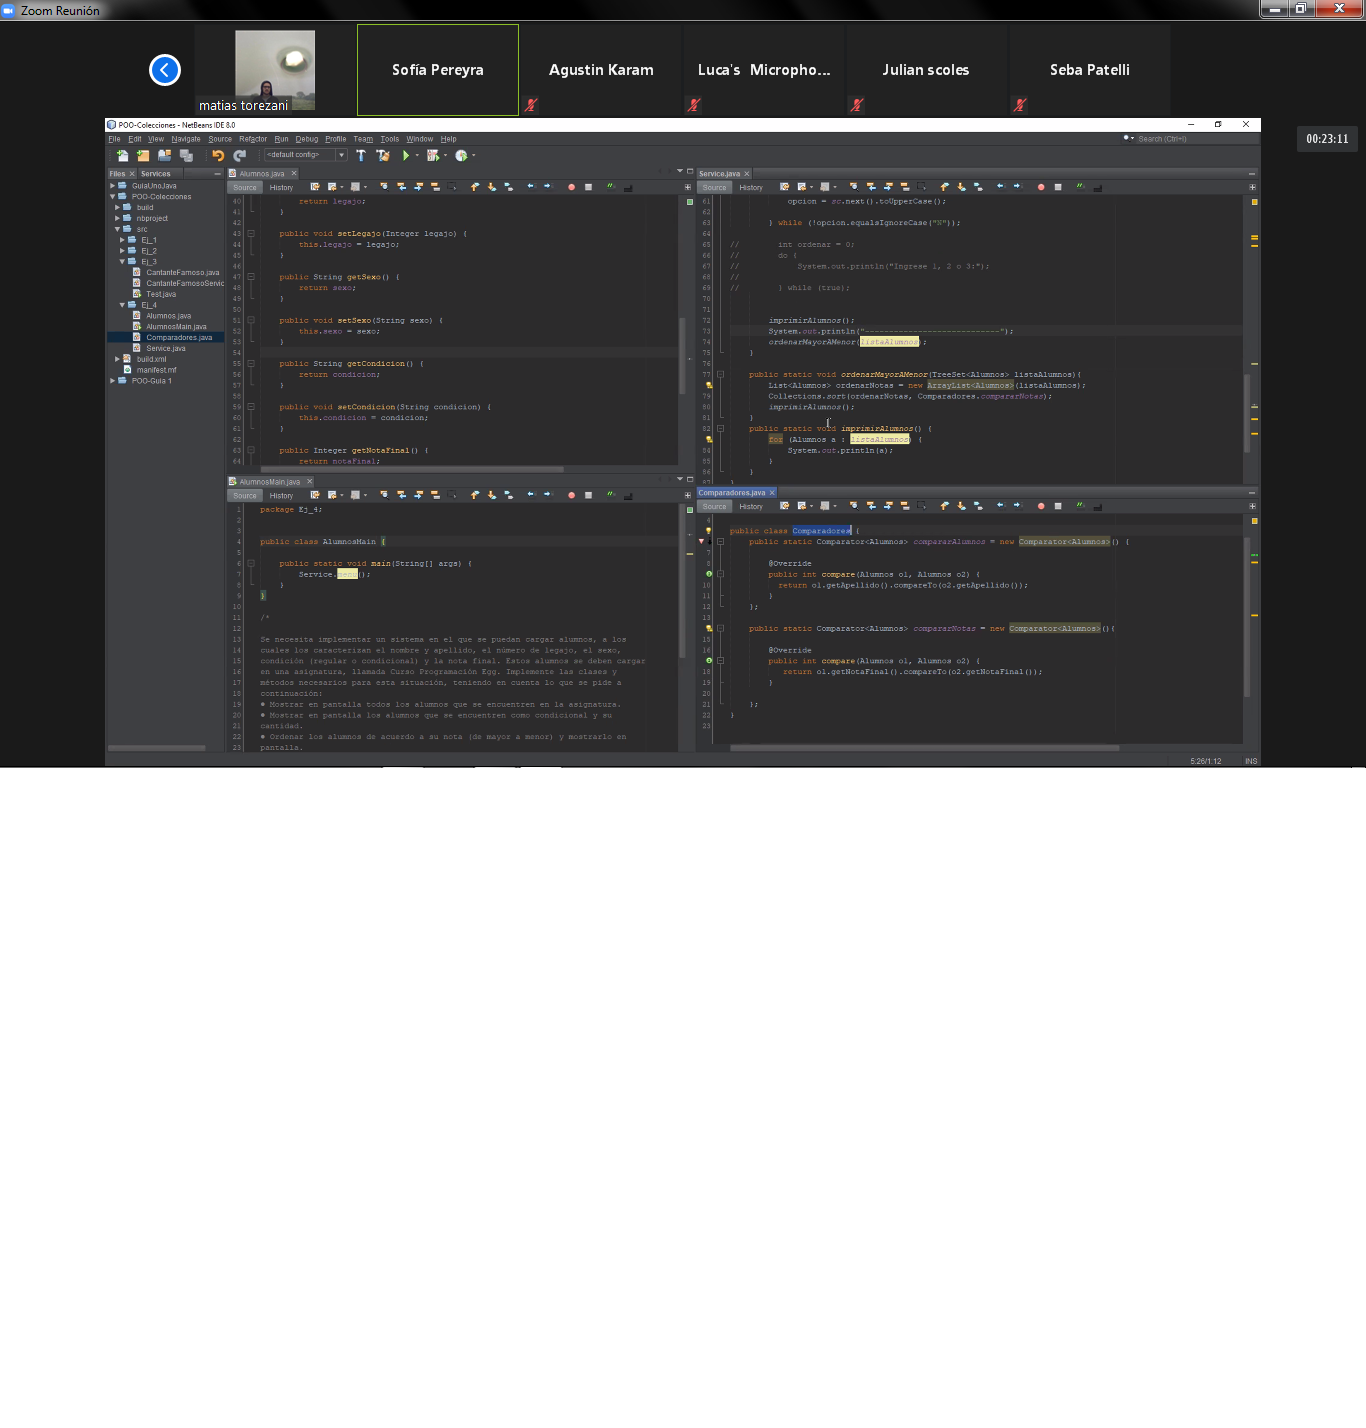 Zoom Reunión
matias torezani
Sofía Pereyra
Agustin Karam
Luca's Micropho...
Julian scoles
Seba Patelli
00:23:11
POO-Colecciones - NetBeans IDE 8.0
File Edit View Navigate Source Refactor Run Debug Profile Team Tools Window Help
Search (Ctrl+I)
<default config>
Files Services
GuiaUnoJava
POO-Colecciones
build
nbproject
src
Ej_1
Ej_2
Ej_3
CantanteFamoso.java
CantanteFamosoServic
Test.java
Ej_4
Alumnos.java
AlumnosMain.java
Comparadores.java
Service.java
build.xml
manifest.mf
POO-Guia 1
Alumnos.java
Source History
40 return legajo;
41 }
42
43 public void setLegajo(Integer legajo) {
44 this.legajo = legajo;
45 }
46
47 public String getSexo() {
48 return sexo;
49 }
50
51 public void setSexo(String sexo) {
52 this.sexo = sexo;
53 }
54
55 public String getCondicion() {
56 return condicion;
57 }
58
59 public void setCondicion(String condicion) {
60 this.condicion = condicion;
61 }
62
63 public Integer getNotaFinal() {
64 return notaFinal;
AlumnosMain.java
Source History
1 package Ej_4;
2
3
4 public class AlumnosMain {
5
6 public static void main(String[] args) {
7 Service.menu();
8 }
9 }
10
11 /*
12
13 Se necesita implementar un sistema en el que se puedan cargar alumnos, a los
14 cuales los caracterizan el nombre y apellido, el número de legajo, el sexo,
15 condición (regular o condicional) y la nota final. Estos alumnos se deben cargar
16 en una asignatura, llamada Curso Programación Egg. Implemente las clases y
17 métodos necesarios para esta situación, teniendo en cuenta lo que se pide a
18 continuación:
19 ● Mostrar en pantalla todos los alumnos que se encuentren en la asignatura.
20 ● Mostrar en pantalla los alumnos que se encuentren como condicional y su
21 cantidad.
22 ● Ordenar los alumnos de acuerdo a su nota (de mayor a menor) y mostrarlo en
23 pantalla.
Service.java
Source History
61 opcion = sc.next().toUpperCase();
62
63 } while (!opcion.equalsIgnoreCase("N"));
64
65 // int ordenar = 0;
66 // do {
67 // System.out.println("Ingrese 1, 2 o 3:");
68 //
69 // } while (true);
70
71
72 imprimirAlumnos();
73 System.out.println("----------------------------");
74 ordenarMayorAMenor(listaAlumnos);
75 }
76
77 public static void ordenarMayorAMenor(TreeSet<Alumnos> listaAlumnos){
List<Alumnos> ordenarNotas = new ArrayList<Alumnos>(listaAlumnos);
79 Collections.sort(ordenarNotas, Comparadores.compararNotas);
80 imprimirAlumnos();
81 }
82 public static void imprimirAlumnos() {
for (Alumnos a : listaAlumnos) {
84 System.out.println(a);
85 }
86 }
87
Comparadores.java
Source History
4
public class Comparadores {
public static Comparator<Alumnos> compararAlumnos = new Comparator<Alumnos>() {
7
8 @Override
public int compare(Alumnos o1, Alumnos o2) {
10 return o1.getApellido().compareTo(o2.getApellido());
11 }
12 };
13
public static Comparator<Alumnos> compararNotas = new Comparator<Alumnos>(){
15
16 @Override
public int compare(Alumnos o1, Alumnos o2) {
18 return o1.getNotaFinal().compareTo(o2.getNotaFinal());
19 }
20
21 };
22 }
23
5:26/1:12 INS